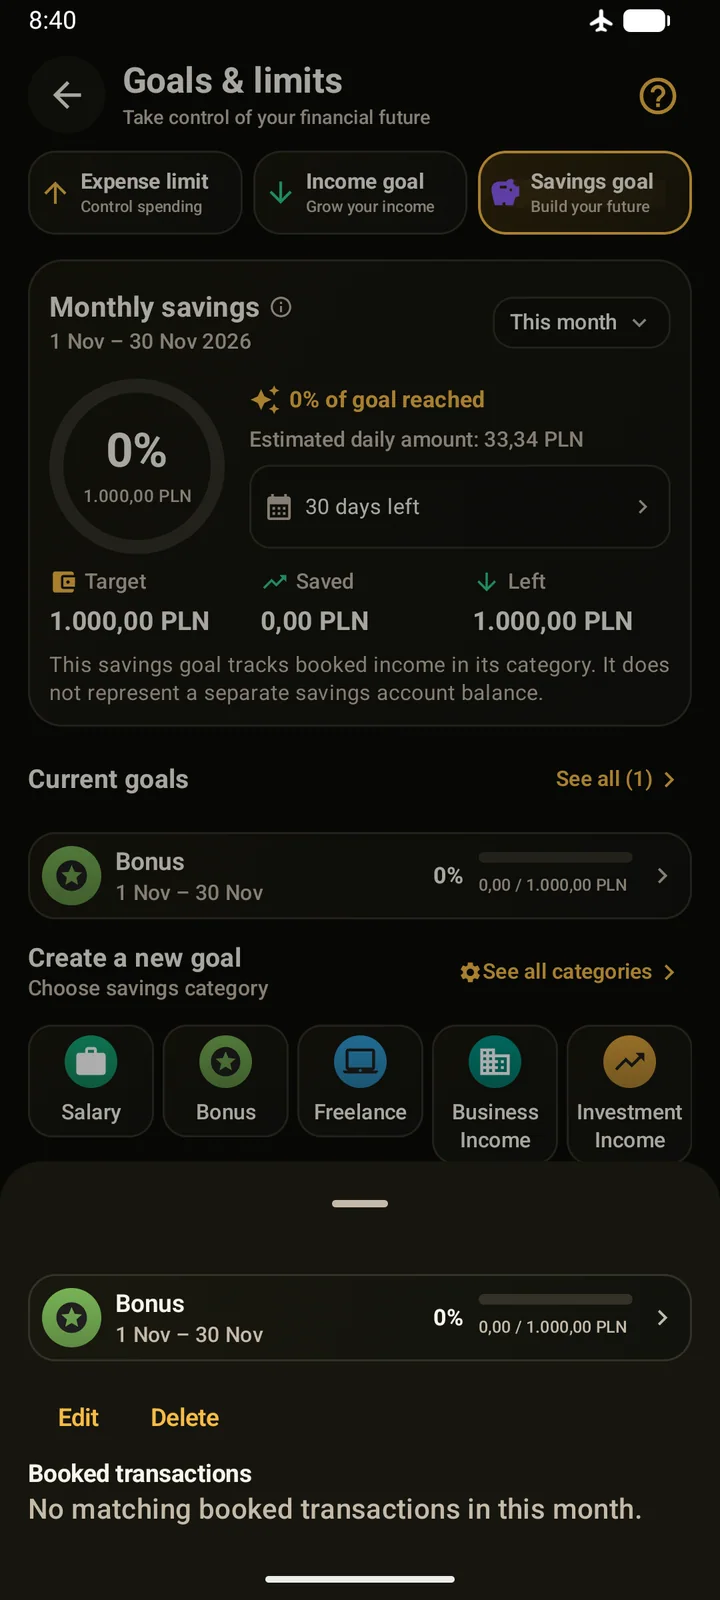 8:40
Goals & limits
Take control of your financial future
Expense limit
Control spending
Income goal
Grow your income
Savings goal
Build your future
Monthly savings
1 Nov – 30 Nov 2026
This month
0%
1.000,00 PLN
0% of goal reached
Estimated daily amount: 33,34 PLN
30 days left
Target
1.000,00 PLN
Saved
0,00 PLN
Left
1.000,00 PLN
This savings goal tracks booked income in its category. It does
not represent a separate savings account balance.
Current goals
See all (1)
Bonus
1 Nov – 30 Nov
0%
0,00 / 1.000,00 PLN
Create a new goal
Choose savings category
See all categories
Salary
Bonus
Freelance
Business
Income
Investment
Income
Bonus
1 Nov – 30 Nov
0%
0,00 / 1.000,00 PLN
Edit
Delete
Booked transactions
No matching booked transactions in this month.